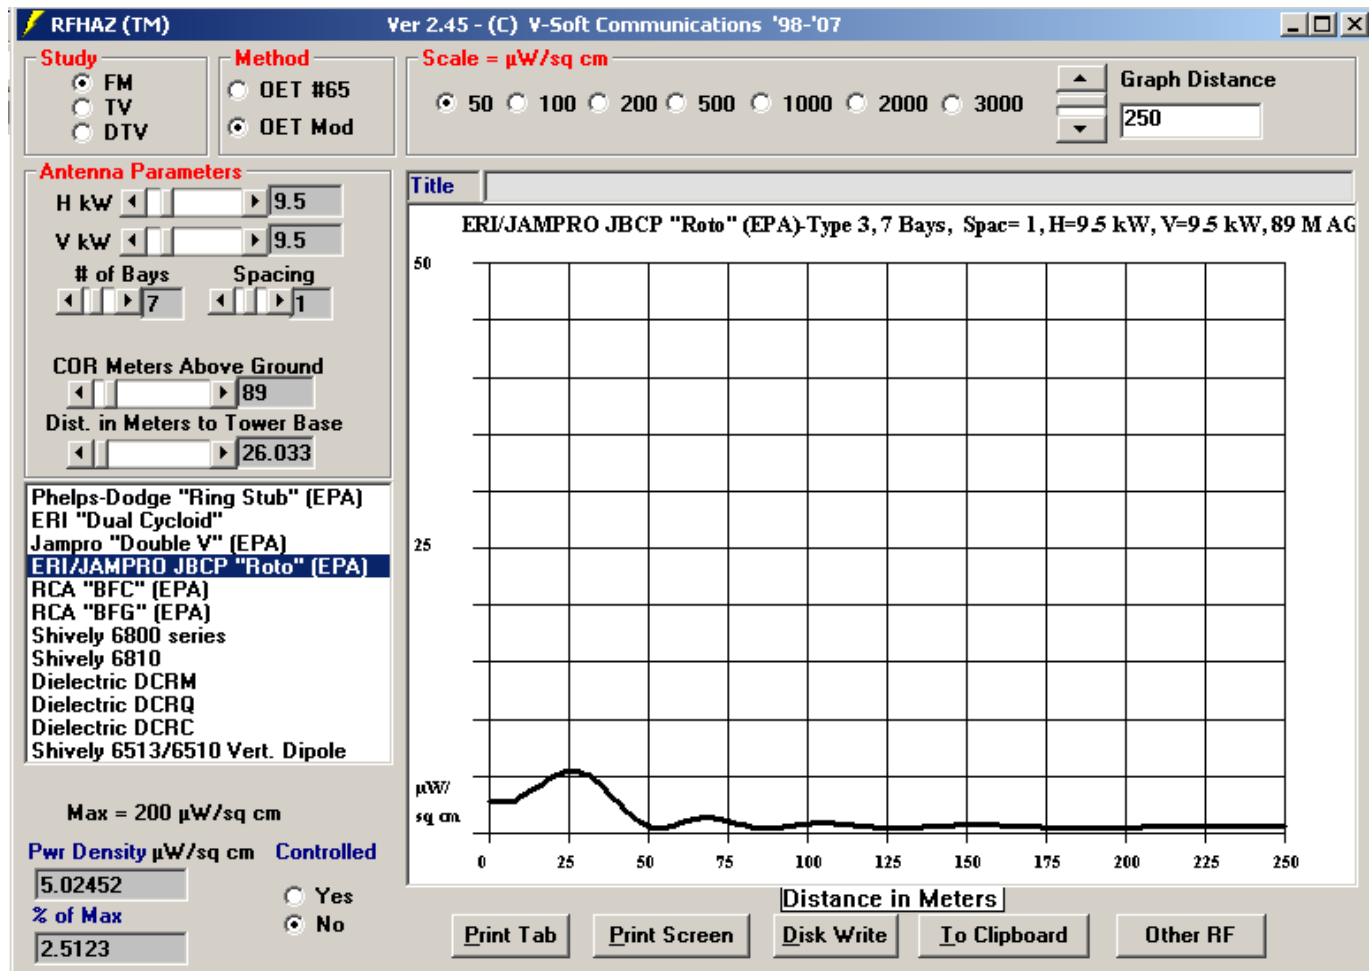 RFHAZ (TM) Ver 2.45 - (C) V-Soft Communications '98-'07
Study
FM
TV
DTV
Method
OET #65
OET Mod
Scale = µW/sq cm
50 100 200 500 1000 2000 3000
Graph Distance
250
Antenna Parameters
H kW 9.5
V kW 9.5
# of Bays Spacing
7 1
COR Meters Above Ground
89
Dist. in Meters to Tower Base
26.033
Phelps-Dodge "Ring Stub" (EPA)
ERI "Dual Cycloid"
Jampro "Double V" (EPA)
ERI/JAMPRO JBCP "Roto" (EPA)
RCA "BFC" (EPA)
RCA "BFG" (EPA)
Shively 6800 series
Shively 6810
Dielectric DCRM
Dielectric DCRQ
Dielectric DCRC
Shively 6513/6510 Vert. Dipole
Max = 200 µW/sq cm
Pwr Density µW/sq cm
5.02452
% of Max
2.5123
Controlled
Yes
No
Title
ERI/JAMPRO JBCP "Roto" (EPA)-Type 3, 7 Bays, Spac= 1, H=9.5 kW, V=9.5 kW, 89 M AG
50
25
µW/
sq cm
0 25 50 75 100 125 150 175 200 225 250
Distance in Meters
Print Tab Print Screen Disk Write To Clipboard Other RF